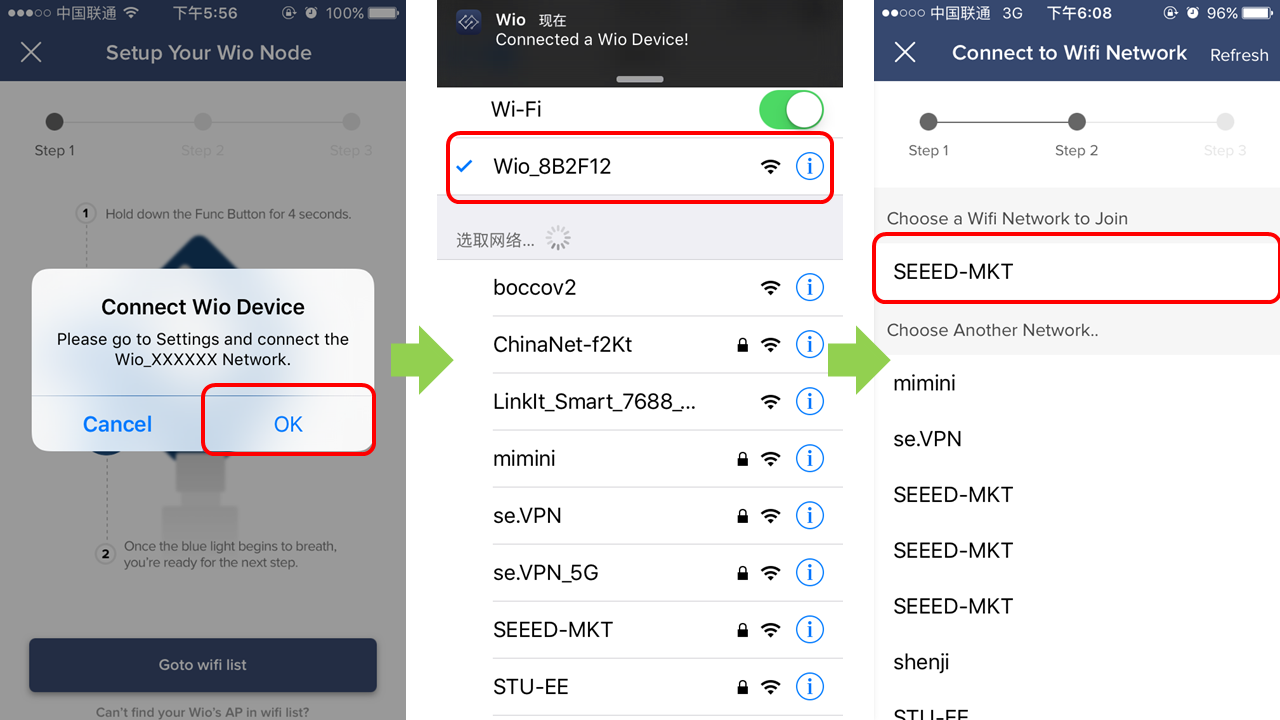 中国联通 下午5:56 100%
Setup Your Wio Node
Step 1 Step 2 Step 3
1 Hold down the Func Button for 4 seconds.
Connect Wio Device
Please go to Settings and connect the
Wio_XXXXXX Network.
Cancel OK
2 Once the blue light begins to breath,
you're ready for the next step.
Goto wifi list
Can't find your Wio's AP in wifi list?
Wio 现在
Connected a Wio Device!
Wi-Fi
Wio_8B2F12
选取网络...
boccov2
ChinaNet-f2Kt
LinkIt_Smart_7688_...
mimini
se.VPN
se.VPN_5G
SEEED-MKT
STU-EE
中国联通 3G 下午6:08 96%
Connect to Wifi Network Refresh
Step 1 Step 2 Step 3
Choose a Wifi Network to Join
SEEED-MKT
Choose Another Network..
mimini
se.VPN
SEEED-MKT
SEEED-MKT
SEEED-MKT
shenji
STU-EE